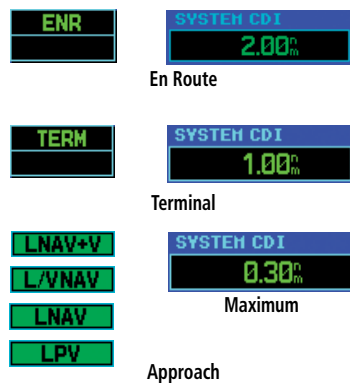 ENR
SYSTEM CDI
2.00nm
En Route
TERM
SYSTEM CDI
1.00nm
Terminal
LNAV+V
SYSTEM CDI
L/VNAV
0.30nm
LNAV
Maximum
LPV
Approach